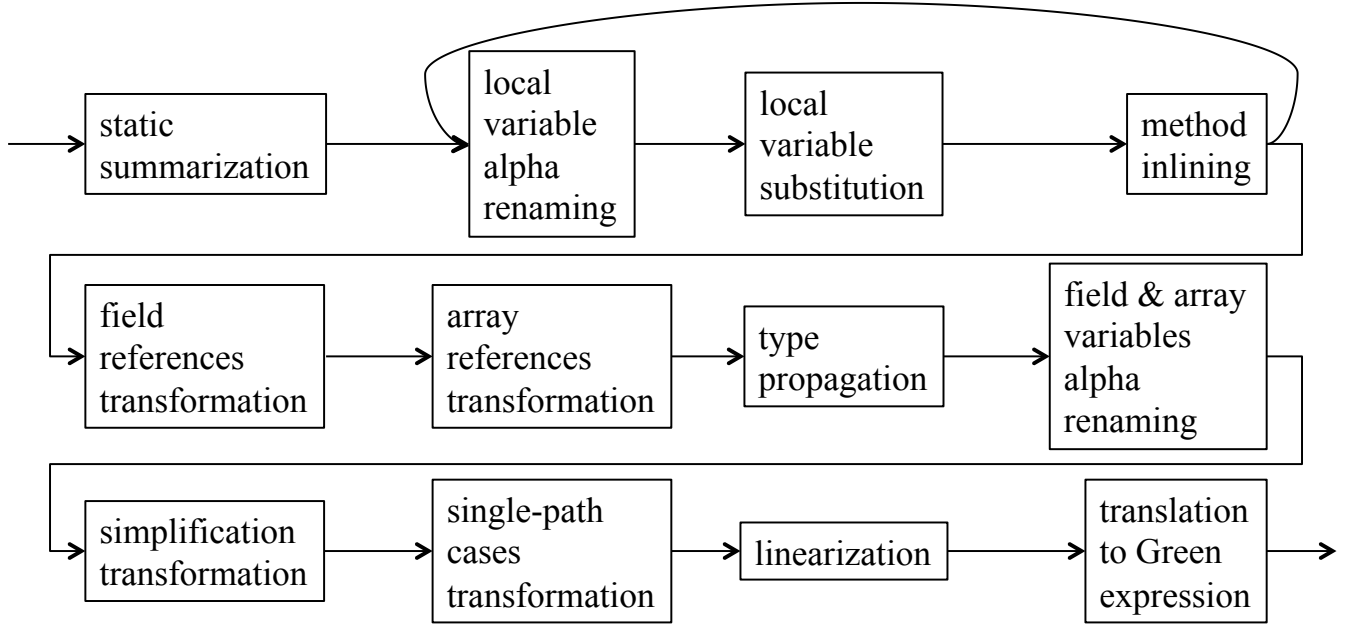 static
summarization
local
variable
alpha
renaming
local
variable
substitution
method
inlining
field
references
transformation
array
references
transformation
type
propagation
field & array
variables
alpha
renaming
simplification
transformation
single-path
cases
transformation
linearization
translation
to Green
expression